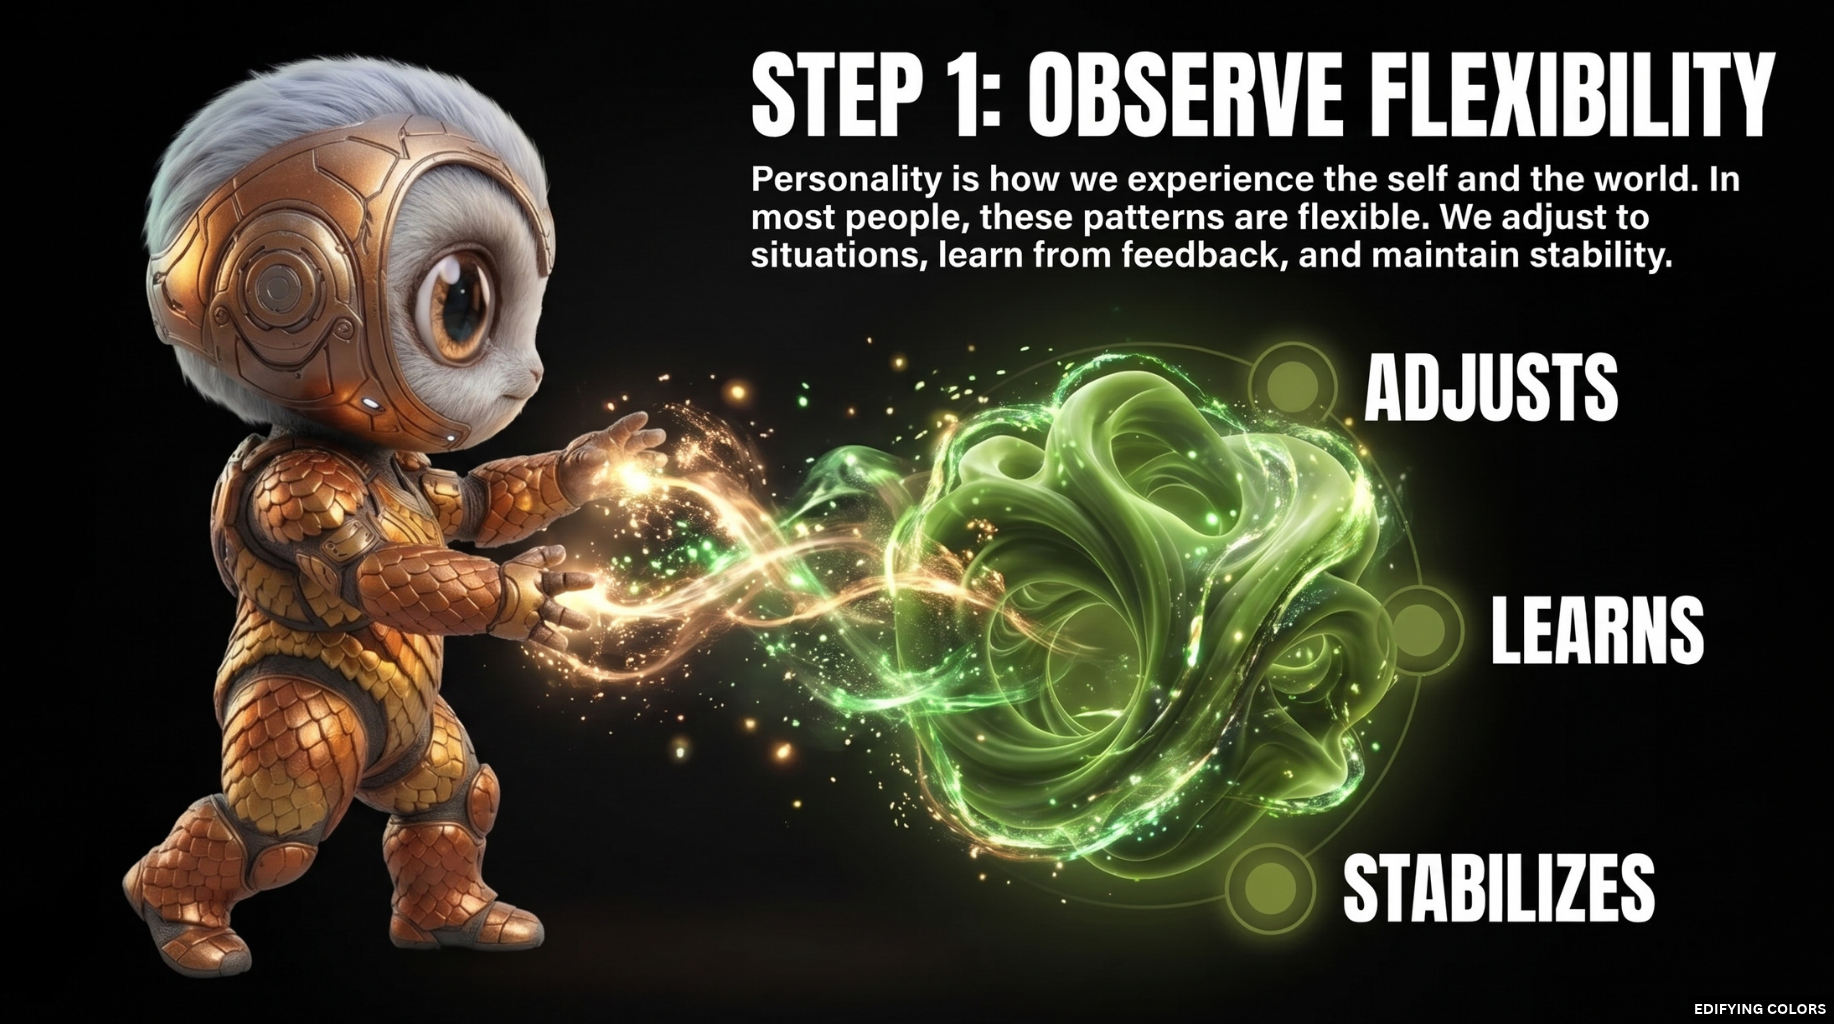 STEP 1: OBSERVE FLEXIBILITY
Personality is how we experience the self and the world. In
most people, these patterns are flexible. We adjust to
situations, learn from feedback, and maintain stability.
ADJUSTS
LEARNS
STABILIZES
EDIFYING COLORS